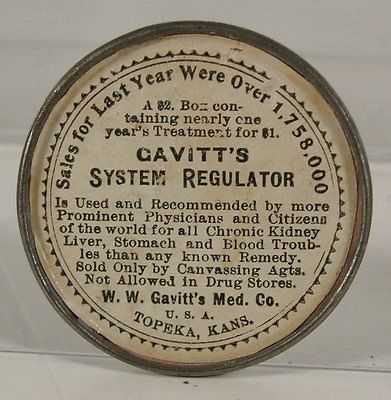 Sales for Last Year Were Over 1,758,000
A $2. Box con-
taining nearly one
year's Treatment for $1.
GAVITT'S
SYSTEM REGULATOR
Is Used and Recommended by more
Prominent Physicians and Citizens
of the world for all Chronic Kidney
Liver, Stomach and Blood Troub-
les than any known Remedy.
Sold Only by Canvassing Agts.
Not Allowed in Drug Stores.
W. W. Gavitt's Med. Co.
U. S. A.
TOPEKA, KANS.